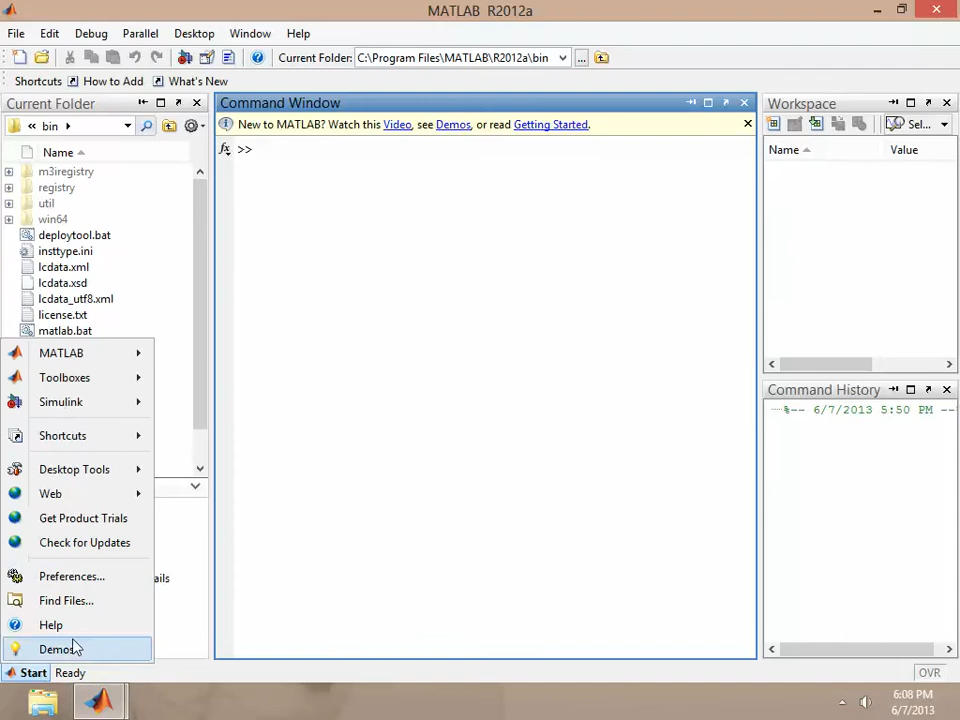 MATLAB R2012a
File Edit Debug Parallel Desktop Window Help
Current Folder: C:\Program Files\MATLAB\R2012a\bin ...
Shortcuts How to Add What's New
Current Folder
« bin
Name
m3iregistry
registry
util
win64
deploytool.bat
insttype.ini
lcdata.xml
lcdata.xsd
lcdata_utf8.xml
license.txt
matlab.bat
ails
MATLAB
Toolboxes
Simulink
Shortcuts
Desktop Tools
Web
Get Product Trials
Check for Updates
Preferences...
Find Files...
Help
Demos
Start Ready
Command Window
New to MATLAB? Watch this Video, see Demos, or read Getting Started.
fx >>
Workspace
Sel...
Name Value
Command History
%-- 6/7/2013 5:50 PM --
OVR
6:08 PM
6/7/2013